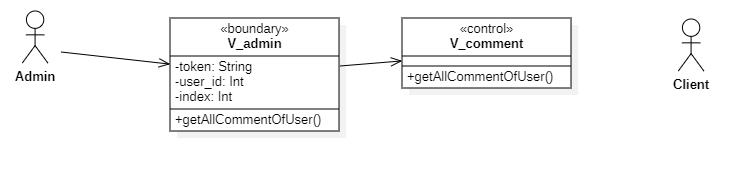 Admin
«boundary»
V_admin
-token: String
-user_id: Int
-index: Int
+getAllCommentOfUser()
«control»
V_comment
+getAllCommentOfUser()
Client